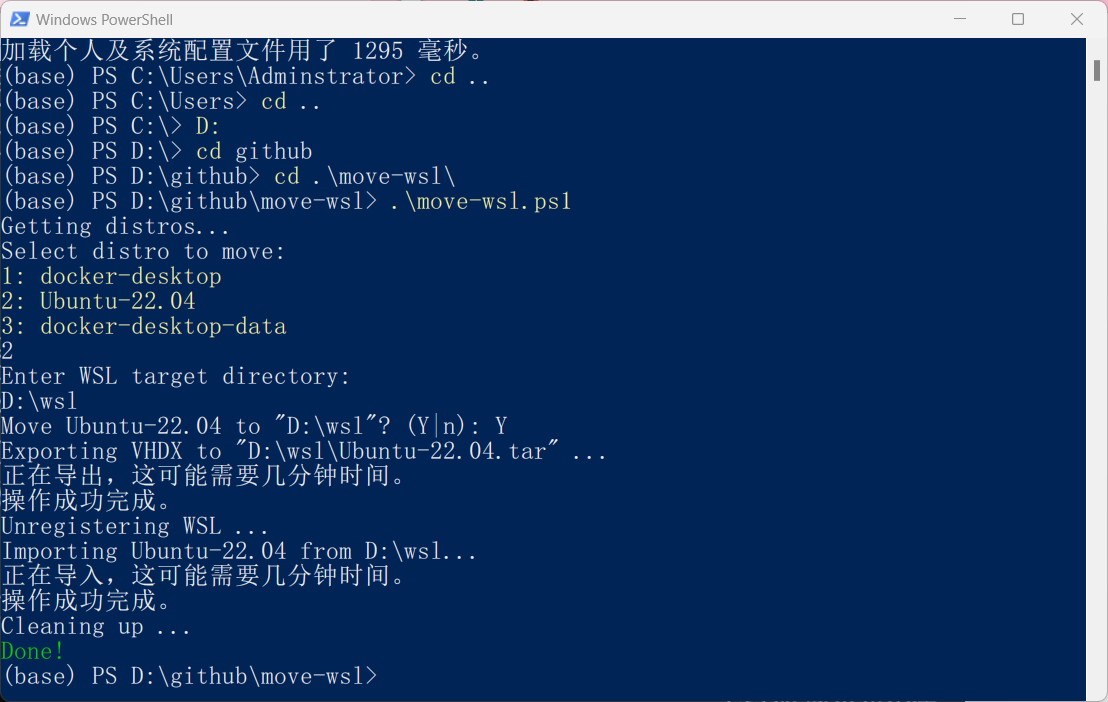 Windows PowerShell
加载个人及系统配置文件用了 1295 毫秒。
(base) PS C:\Users\Adminstrator> cd ..
(base) PS C:\Users> cd ..
(base) PS C:\> D:
(base) PS D:\> cd github
(base) PS D:\github> cd .\move-wsl\
(base) PS D:\github\move-wsl> .\move-wsl.ps1
Getting distros...
Select distro to move:
1: docker-desktop
2: Ubuntu-22.04
3: docker-desktop-data
2
Enter WSL target directory:
D:\wsl
Move Ubuntu-22.04 to "D:\wsl"? (Y|n): Y
Exporting VHDX to "D:\wsl\Ubuntu-22.04.tar" ...
正在导出，这可能需要几分钟时间。
操作成功完成。
Unregistering WSL ...
Importing Ubuntu-22.04 from D:\wsl...
正在导入，这可能需要几分钟时间。
操作成功完成。
Cleaning up ...
Done!
(base) PS D:\github\move-wsl>